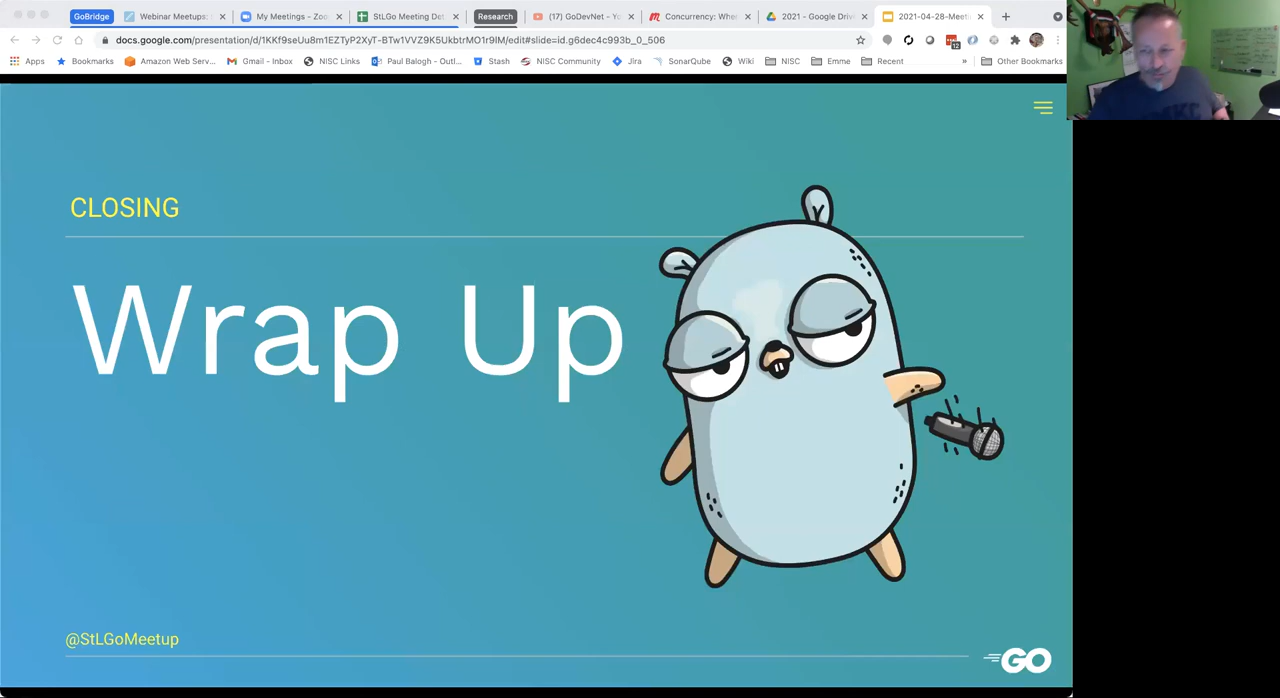 GoBridge
Webinar Meetups:
My Meetings - Zoo
StLGo Meeting Det
Research
(17) GoDevNet - Yo
Concurrency: Whe
2021 - Google Driv
2021-04-28-Meeti
docs.google.com/presentation/d/1KKf9seUu8m1EZTyP2XyT-BTw1VVZ9K5UkbtrMO1r9lM/edit#slide=id.g6dec4c993b_0_506
12
Apps
Bookmarks
Amazon Web Serv...
Gmail - Inbox
NISC Links
Paul Balogh - Outl...
Stash
NISC Community
Jira
SonarQube
Wiki
NISC
Emme
Recent
»
Other Bookmarks
CLOSING
Wrap Up
@StLGoMeetup
GO